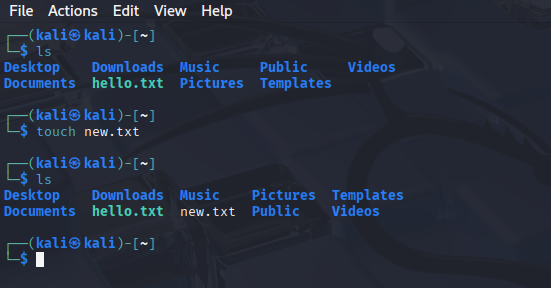 File Actions Edit View Help
┌──(kali㉿kali)-[~]
└─$ ls
Desktop Downloads Music Public Videos
Documents hello.txt Pictures Templates
┌──(kali㉿kali)-[~]
└─$ touch new.txt
┌──(kali㉿kali)-[~]
└─$ ls
Desktop Downloads Music Pictures Templates
Documents hello.txt new.txt Public Videos
┌──(kali㉿kali)-[~]
└─$